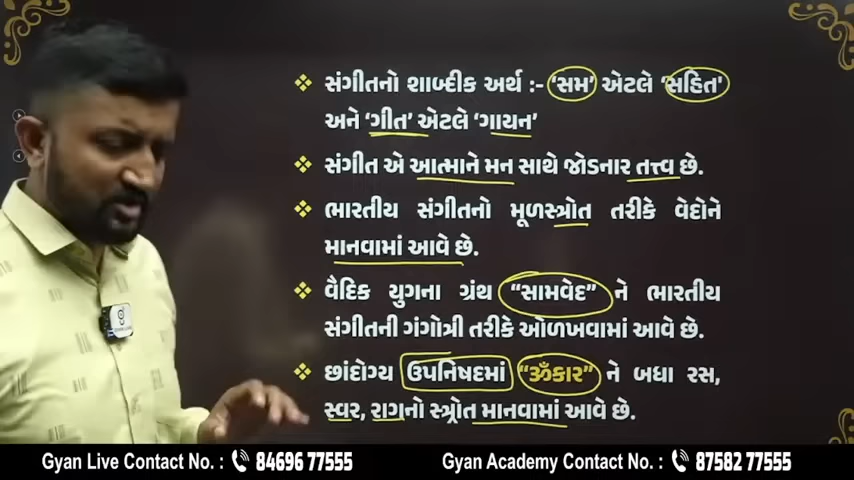 ❖ સંગીતનો શાબ્દીક અર્થ :- ‘સમ’ એટલે ‘સહિત’
અને ‘ગીત’ એટલે ‘ગાયન’
❖ સંગીત એ આત્માને મન સાથે જોડનાર તત્ત્વ છે.
❖ ભારતીય સંગીતનો મૂળસ્ત્રોત તરીકે વેદોને
માનવામાં આવે છે.
❖ વૈદિક યુગના ગ્રંથ “સામવેદ” ને ભારતીય
સંગીતની ગંગોત્રી તરીકે ઓળખવામાં આવે છે.
❖ છાંદોગ્ય ઉપનિષદમાં “ૐકાર” ને બધા રસ,
સ્વર, રાગનો સ્ત્રોત માનવામાં આવે છે.
Gyan Live Contact No. : 84696 77555
Gyan Academy Contact No. : 87582 77555